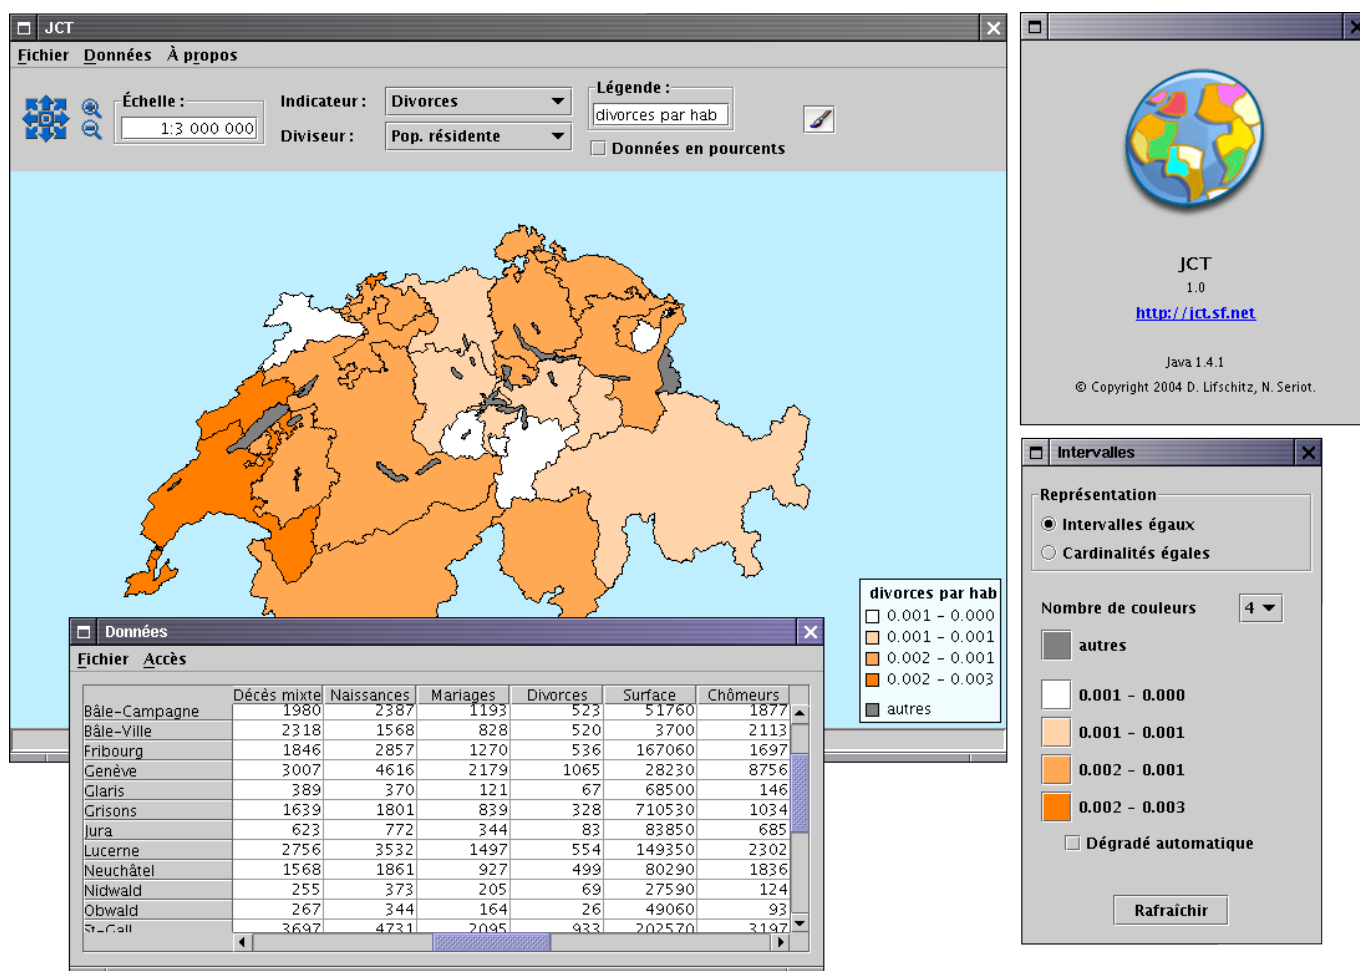 JCT
Fichier Données À propos
Échelle :
1:3 000 000
Indicateur : Divorces
Diviseur : Pop. résidente
Légende :
divorces par hab
Données en pourcents
divorces par hab
0.001 – 0.000
0.001 – 0.001
0.002 – 0.001
0.002 – 0.003
autres
Données
Fichier Accès
Décès mixte Naissances Mariages Divorces Surface Chômeurs
Bâle-Campagne 1980 2387 1193 523 51760 1877
Bâle-Ville 2318 1568 828 520 3700 2113
Fribourg 1846 2857 1270 536 167060 1697
Genève 3007 4616 2179 1065 28230 8756
Glaris 389 370 121 67 68500 146
Grisons 1639 1801 839 328 710530 1034
Jura 623 772 344 83 83850 685
Lucerne 2756 3532 1497 554 149350 2302
Neuchâtel 1568 1861 927 499 80290 1836
Nidwald 255 373 205 69 27590 124
Obwald 267 344 164 26 49060 93
St-Gall 3697 4731 2095 933 202570 3197
JCT
1.0
http://jct.sf.net
Java 1.4.1
© Copyright 2004 D. Lifschitz, N. Seriot.
Intervalles
Représentation
Intervalles égaux
Cardinalités égales
Nombre de couleurs 4
autres
0.001 – 0.000
0.001 – 0.001
0.002 – 0.001
0.002 – 0.003
Dégradé automatique
Rafraîchir